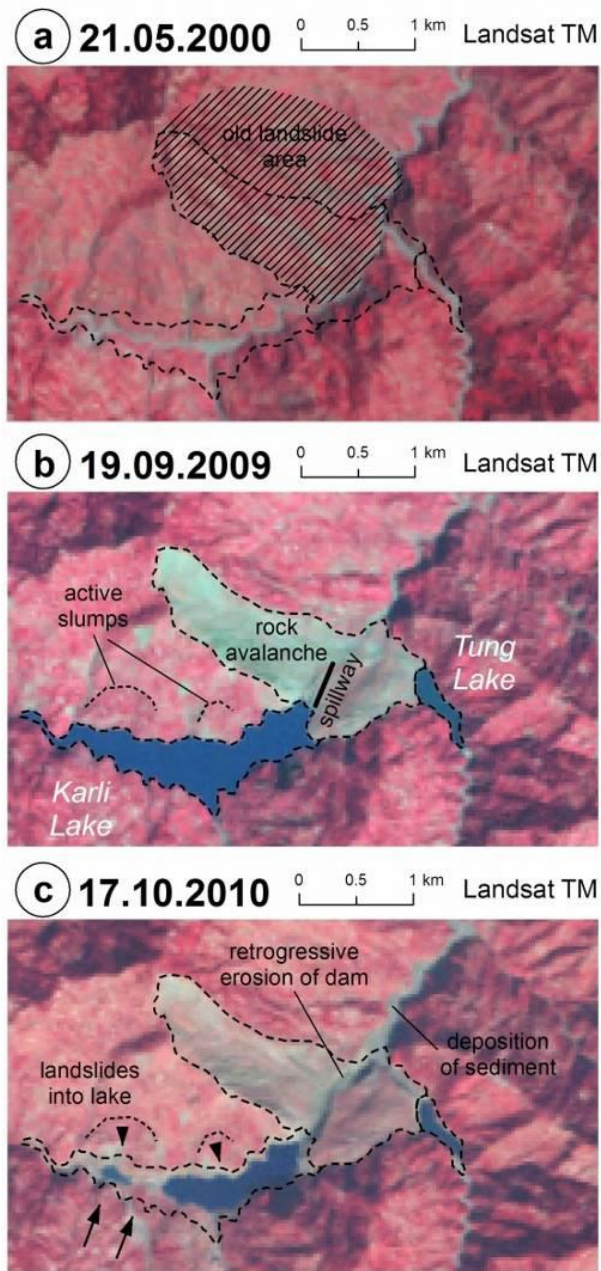 a 21.05.2000 0 0.5 1 km Landsat TM
old landslide
area
b 19.09.2009 0 0.5 1 km Landsat TM
active
slumps
rock
avalanche
spillway
Tung
Lake
Karli
Lake
c 17.10.2010 0 0.5 1 km Landsat TM
retrogressive
erosion of dam
deposition
of sediment
landslides
into lake